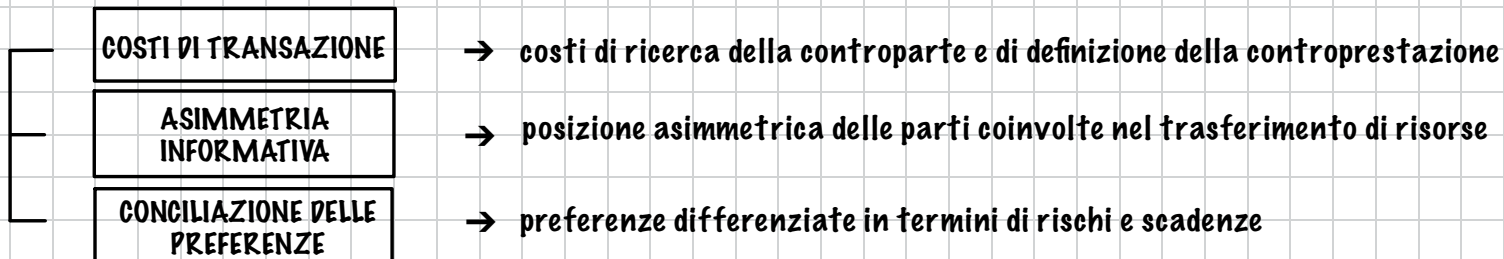 COSTI DI TRANSAZIONE → costi di ricerca della controparte e di definizione della controprestazione
ASIMMETRIA
INFORMATIVA → posizione asimmetrica delle parti coinvolte nel trasferimento di risorse
CONCILIAZIONE DELLE
PREFERENZE → preferenze differenziate in termini di rischi e scadenze